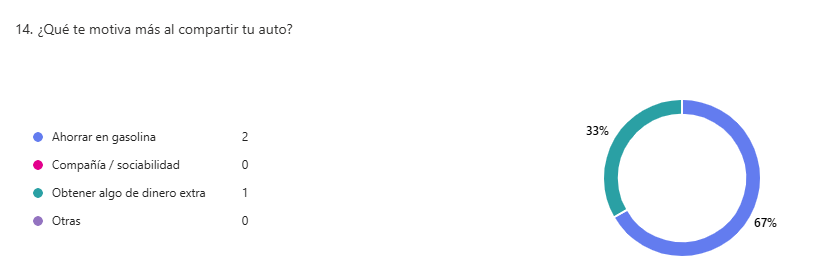 14. ¿Qué te motiva más al compartir tu auto?
Ahorrar en gasolina 2
Compañía / sociabilidad 0
Obtener algo de dinero extra 1
Otras 0
33%
67%